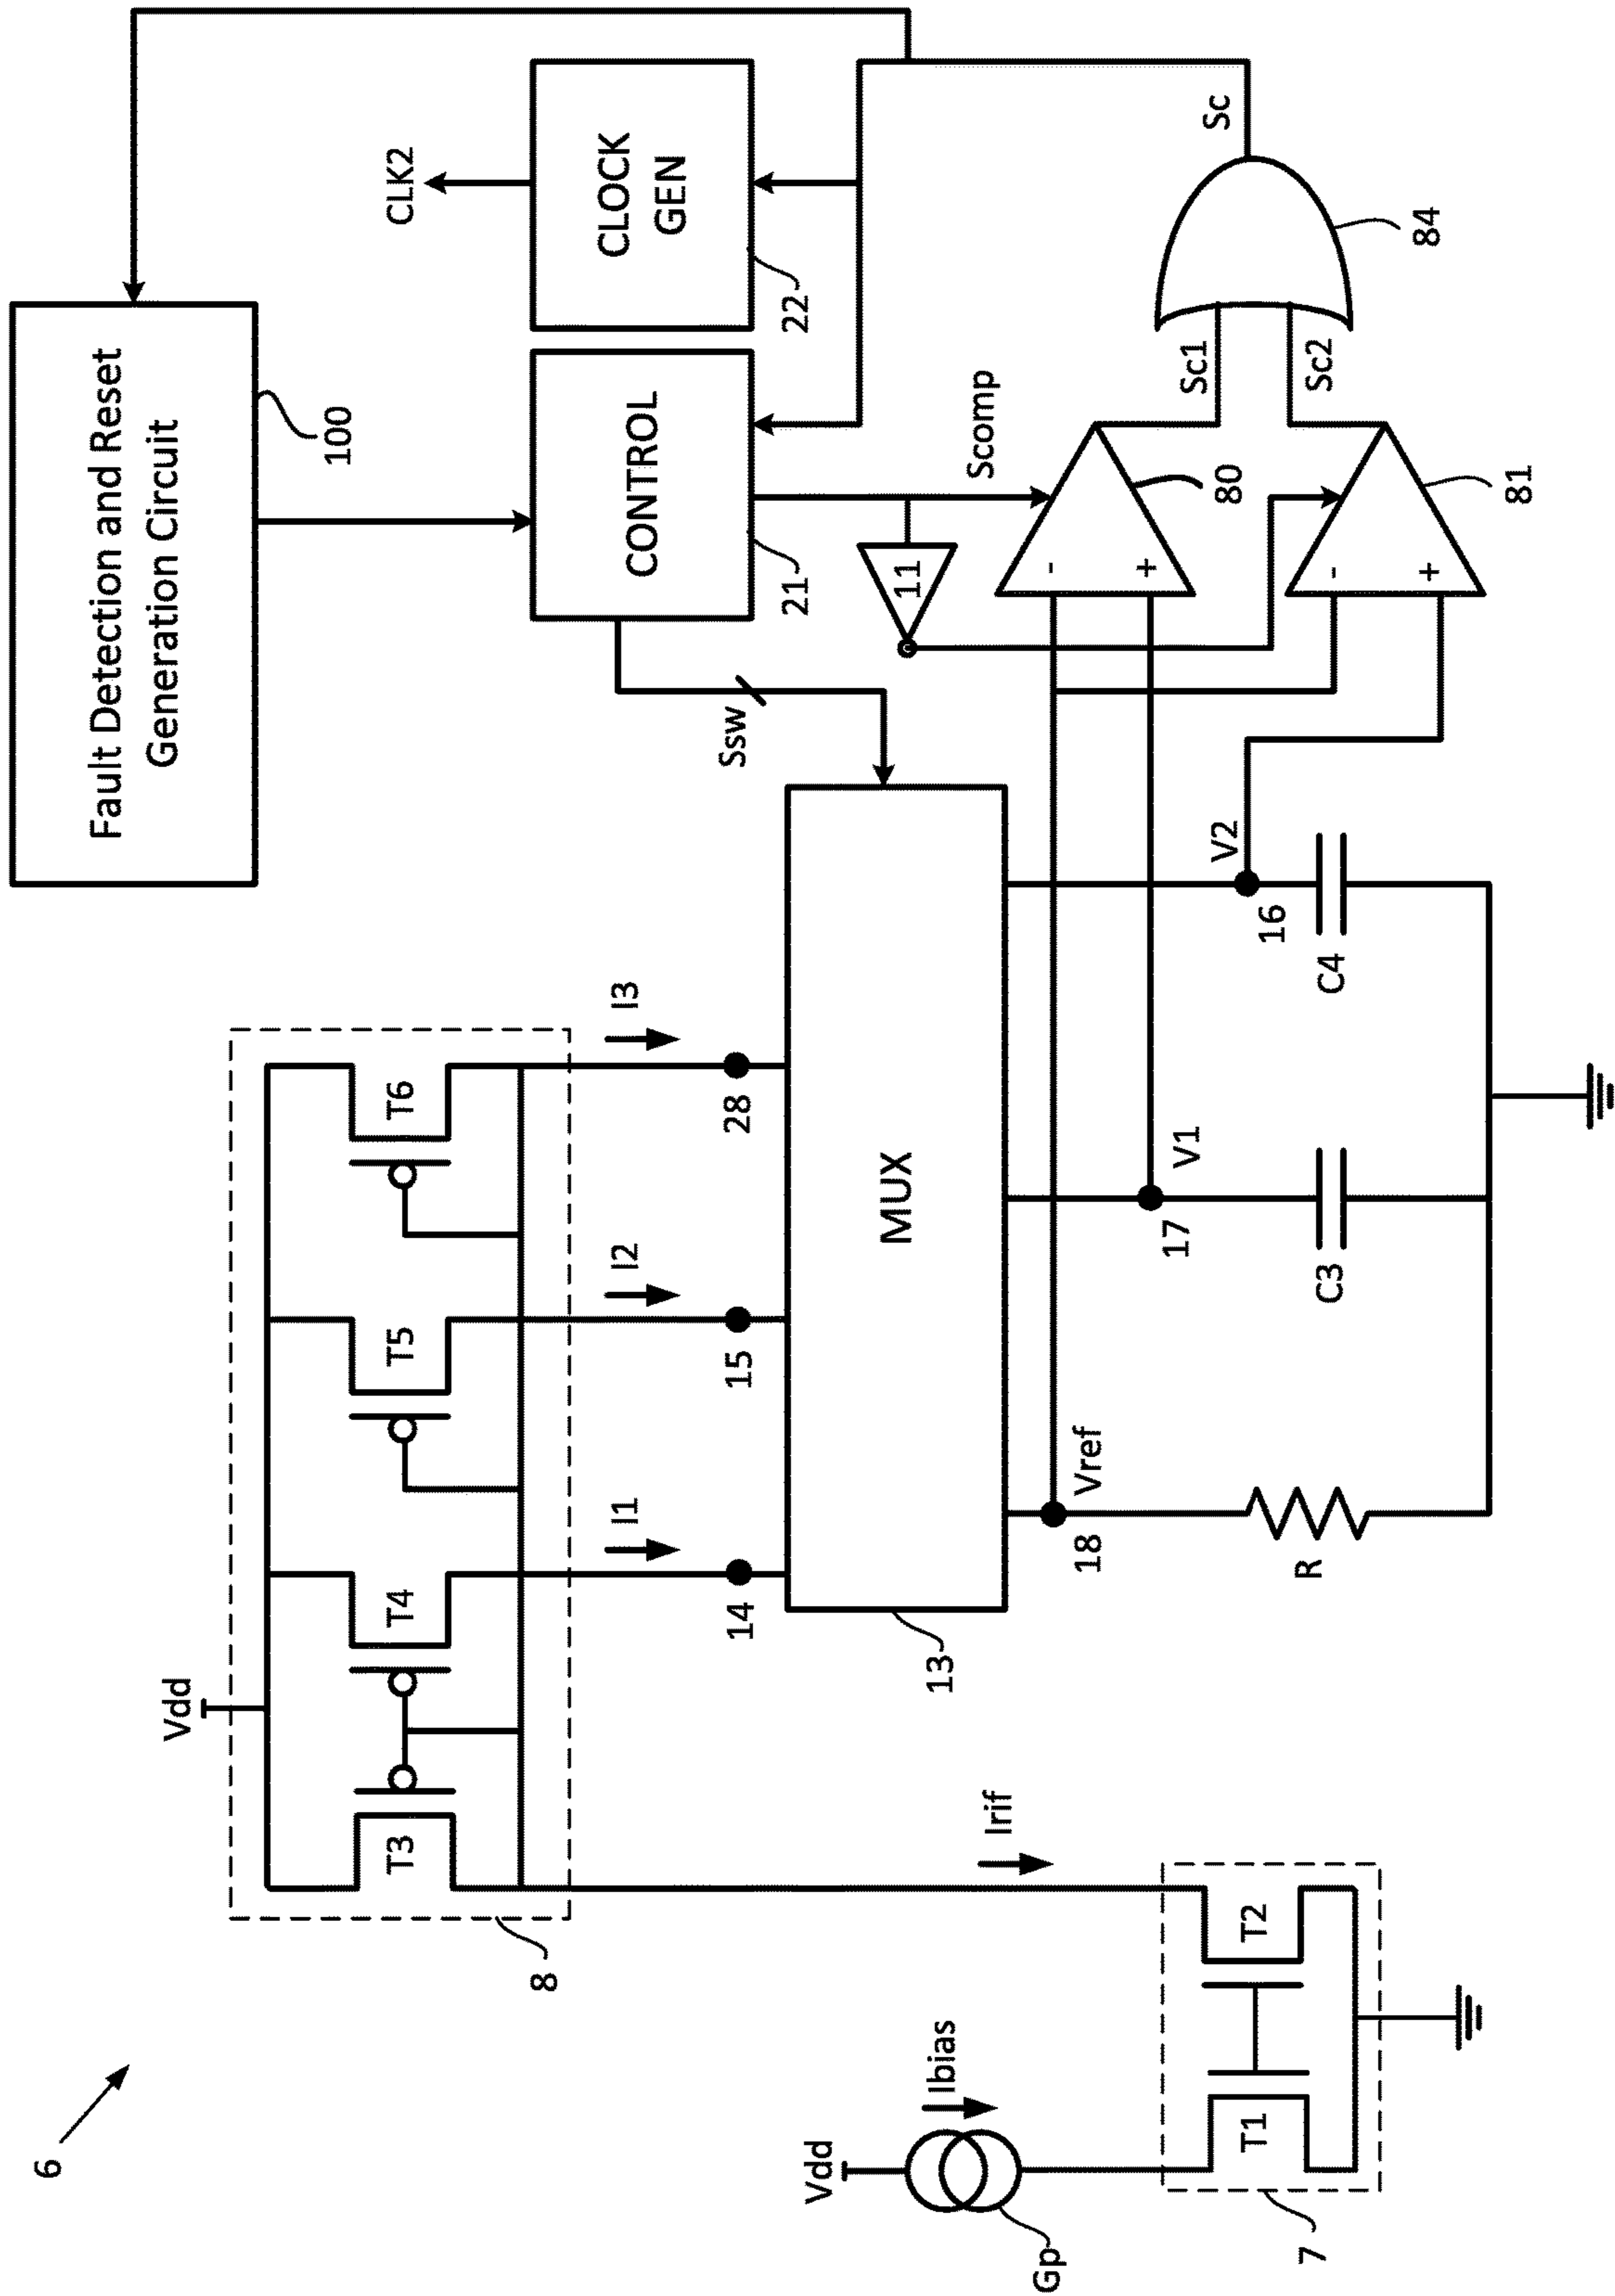 6
Vdd
Gp
Ibias
7
T1
T2
Irif
8
Vdd
T3
T4
T5
T6
I1
I2
I3
14
15
28
13
MUX
18
Vref
17
V1
16
V2
R
C3
C4
Fault Detection and Reset
Generation Circuit
100
CONTROL
21
CLOCK
GEN
22
CLK2
Ssw
11
Scomp
-
+
80
-
+
81
Sc1
Sc2
84
Sc